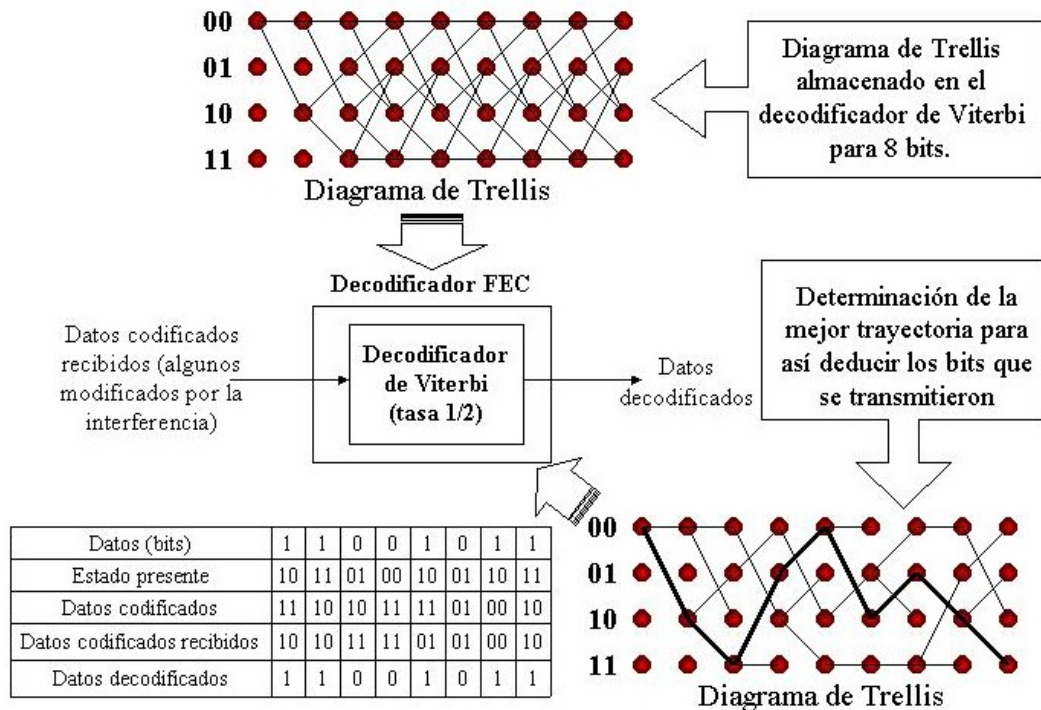 00
01
10
11
Diagrama de Trellis
Diagrama de Trellis
almacenado en el
decodificador de Viterbi
para 8 bits.
Decodificador FEC
Datos codificados
recibidos (algunos
modificados por la
interferencia)
Decodificador
de Viterbi
(tasa 1/2)
Datos
decodificados
Determinación de la
mejor trayectoria para
así deducir los bits que
se transmitieron
Datos (bits) 1 1 0 0 1 0 1 1
Estado presente 10 11 01 00 10 01 10 11
Datos codificados 11 10 10 11 11 01 00 10
Datos codificados recibidos 10 10 11 11 01 01 00 10
Datos decodificados 1 1 0 0 1 0 1 1
00
01
10
11
Diagrama de Trellis